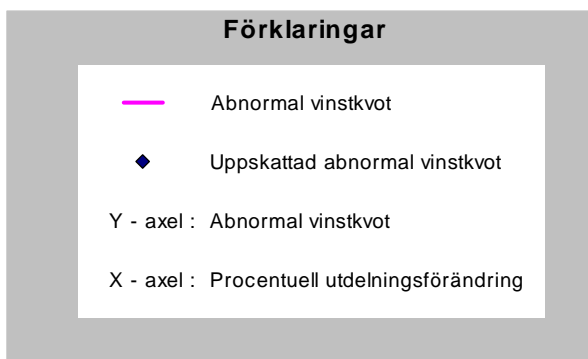 Förklaringar
Abnormal vinstkvot
Uppskattad abnormal vinstkvot
Y - axel : Abnormal vinstkvot
X - axel : Procentuell utdelningsförändring